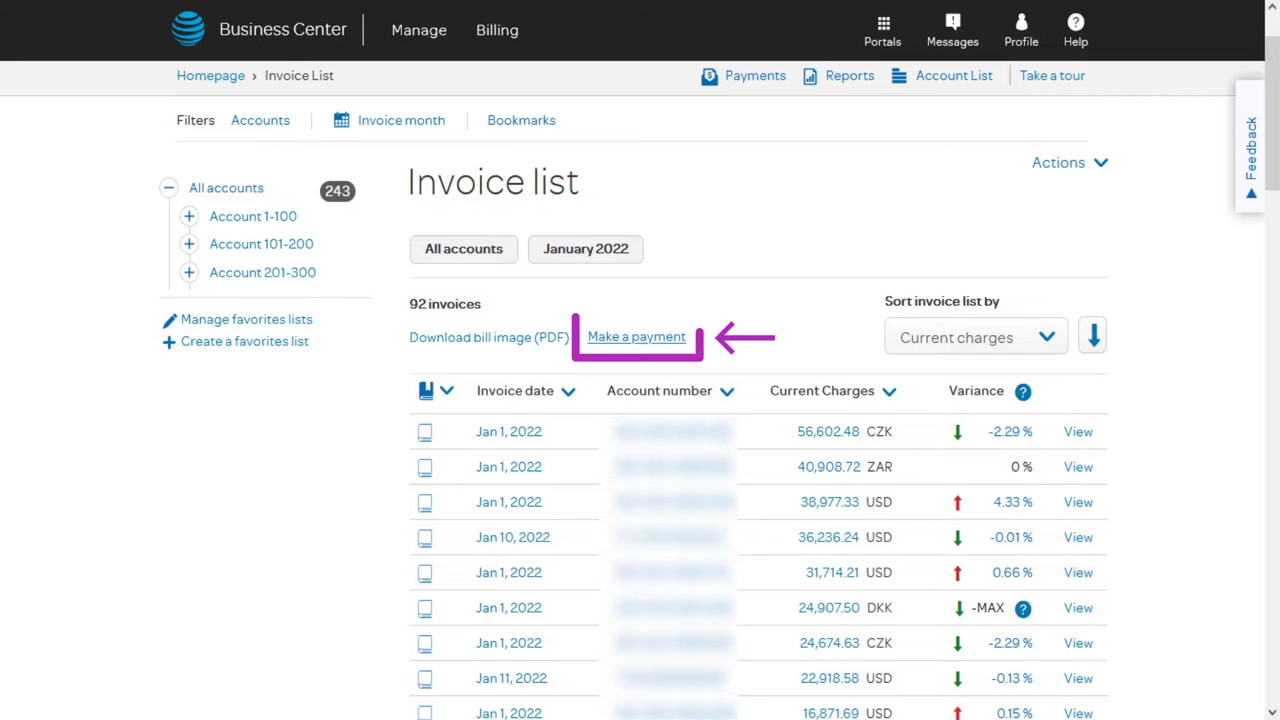 Business Center
Manage
Billing
Portals
Messages
Profile
Help
Homepage › Invoice List
Payments
Reports
Account List
Take a tour
Filters
Accounts
Invoice month
Bookmarks
Feedback
All accounts
243
Account 1-100
Account 101-200
Account 201-300
Manage favorites lists
Create a favorites list
Invoice list
Actions
All accounts
January 2022
92 invoices
Download bill image (PDF)
Make a payment
Sort invoice list by
Current charges
Invoice date Account number Current Charges Variance ?
Jan 1, 2022 56,602.48 CZK -2.29 % View
Jan 1, 2022 40,908.72 ZAR 0 % View
Jan 1, 2022 38,977.33 USD 4.33 % View
Jan 10, 2022 36,236.24 USD -0.01 % View
Jan 1, 2022 31,714.21 USD 0.66 % View
Jan 1, 2022 24,907.50 DKK -MAX ? View
Jan 1, 2022 24,674.63 CZK -2.29 % View
Jan 11, 2022 22,918.58 USD -0.13 % View
Jan 1, 2022 16,871.69 USD 0.15 % View